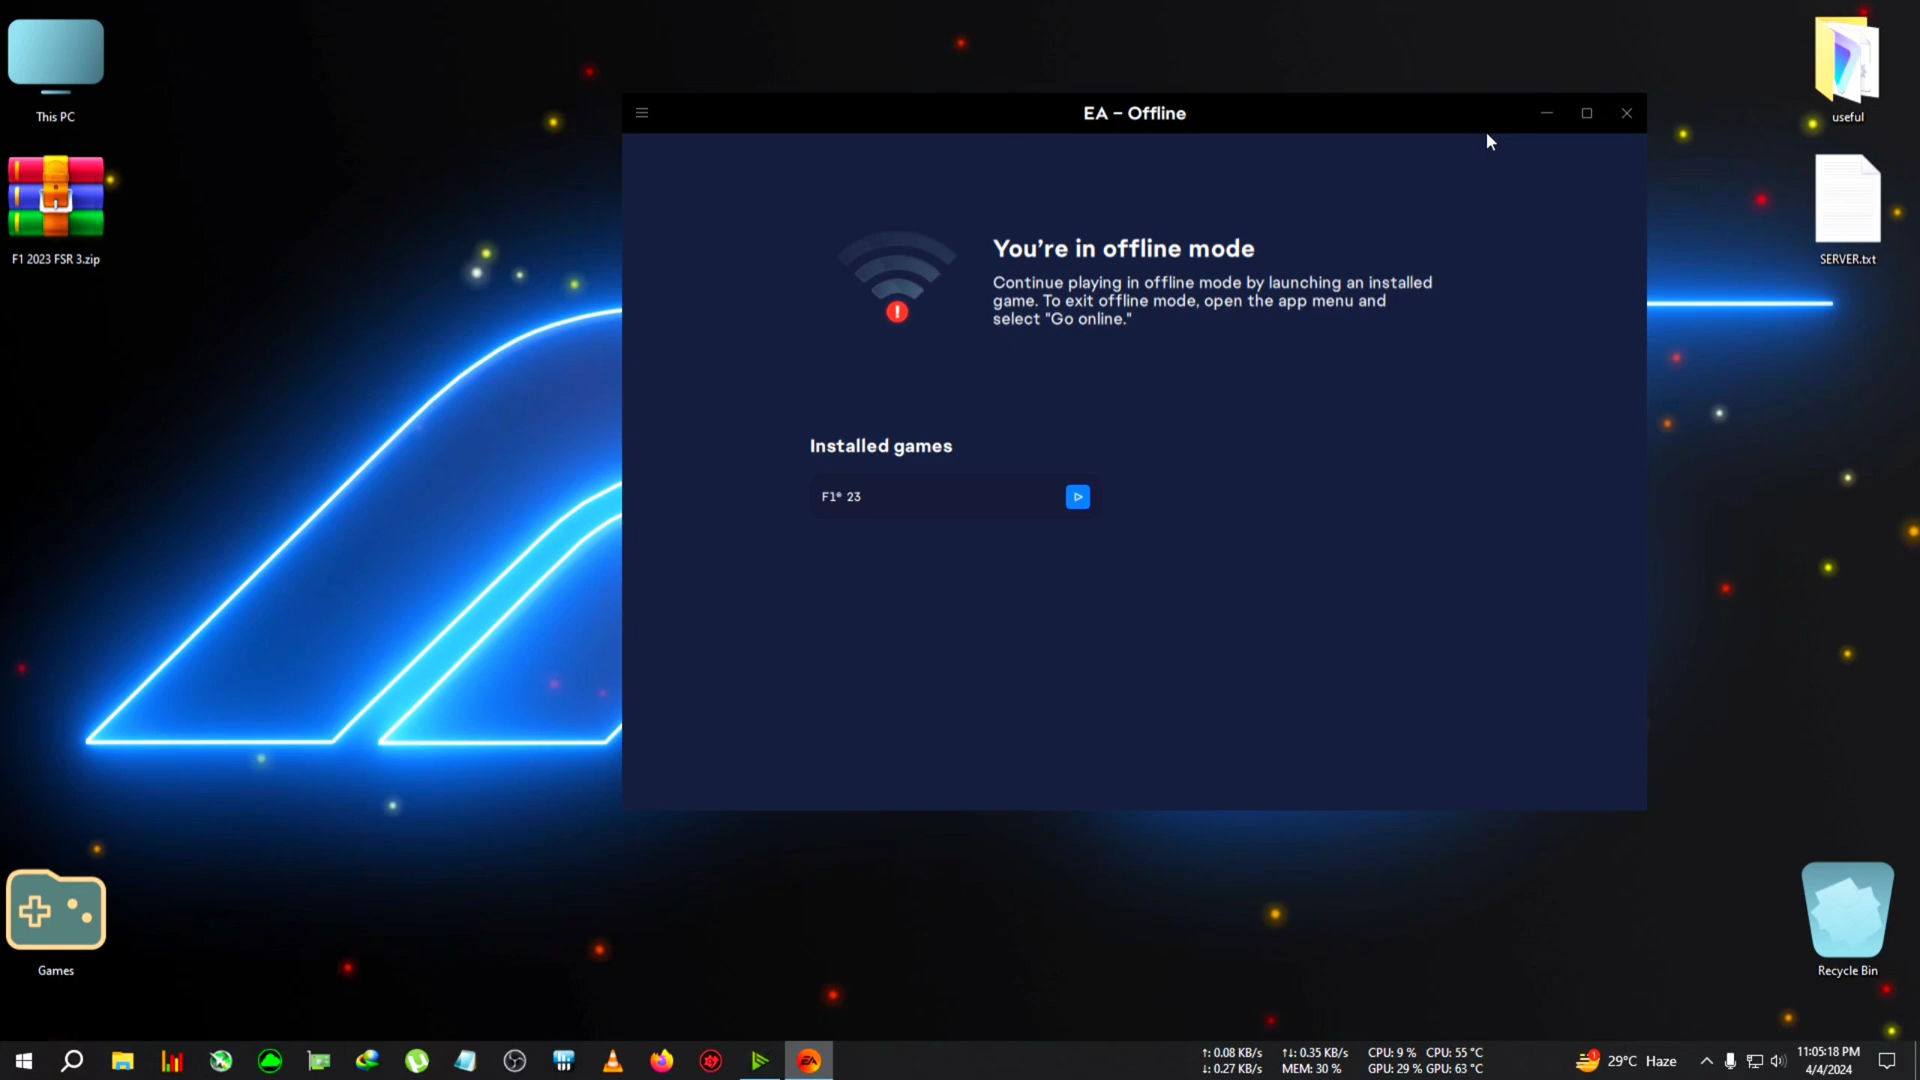 This PC
F1 2023 FSR 3.zip
Games
EA – Offline
You're in offline mode
Continue playing in offline mode by launching an installed
game. To exit offline mode, open the app menu and
select "Go online."
Installed games
F1® 23
useful
SERVER.txt
Recycle Bin
EA
↑: 0.08 KB/s
↓: 0.27 KB/s
↑↓: 0.35 KB/s
MEM: 30 %
CPU: 9 % CPU: 55 °C
GPU: 29 % GPU: 63 °C
1
29°C Haze
11:05:18 PM
4/4/2024